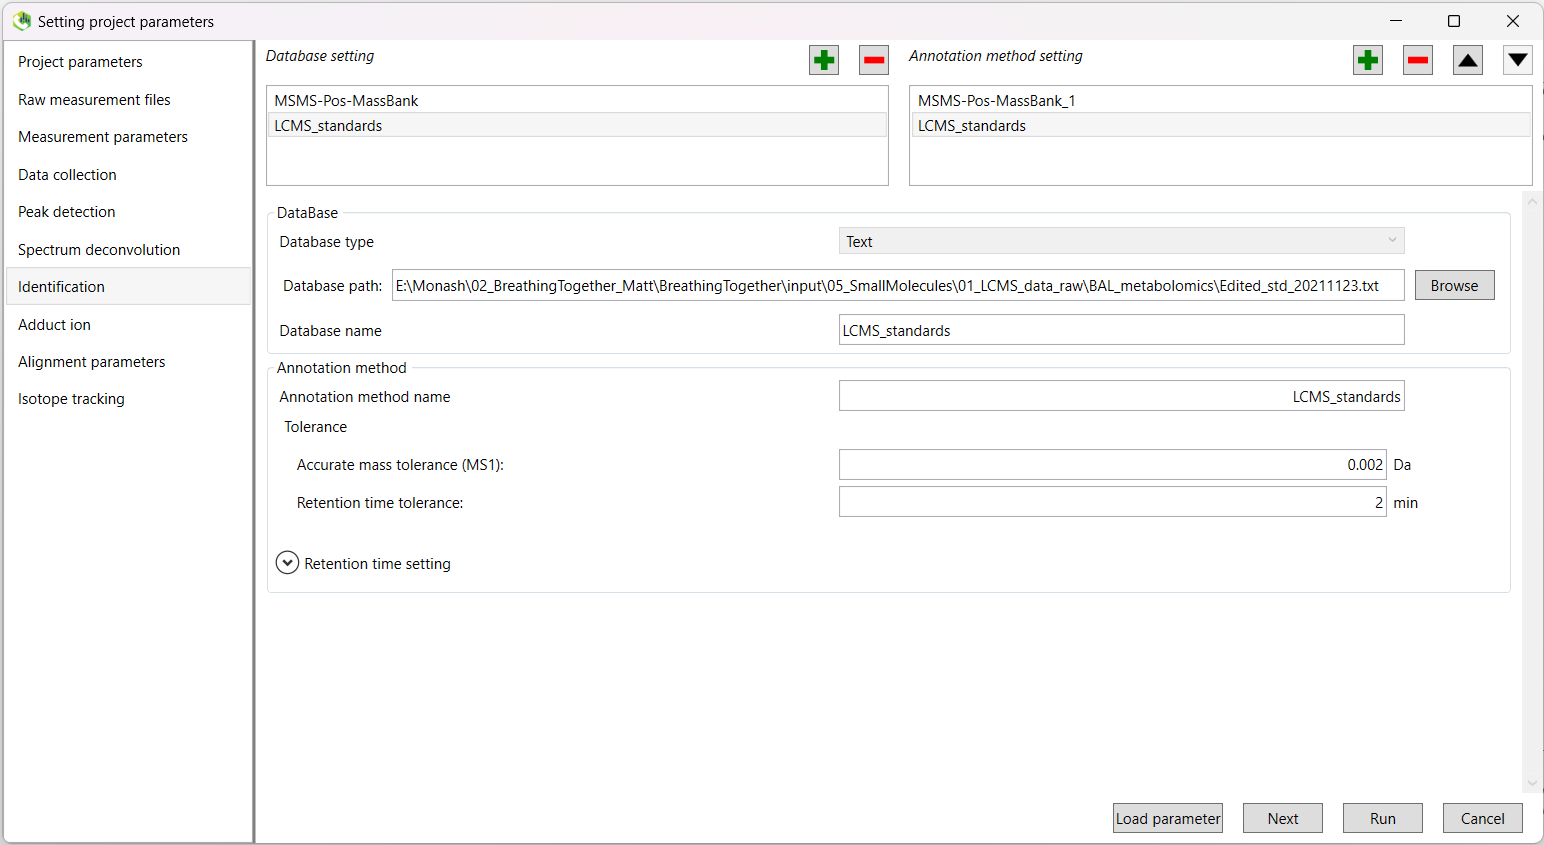 Setting project parameters
Project parameters
Raw measurement files
Measurement parameters
Data collection
Peak detection
Spectrum deconvolution
Identification
Adduct ion
Alignment parameters
Isotope tracking
Database setting
MSMS-Pos-MassBank
LCMS_standards
Annotation method setting
MSMS-Pos-MassBank_1
LCMS_standards
DataBase
Database type
Text
Database path:
E:\Monash\02_BreathingTogether_Matt\BreathingTogether\input\05_SmallMolecules\01_LCMS_data_raw\BAL_metabolomics\Edited_std_20211123.txt
Browse
Database name
LCMS_standards
Annotation method
Annotation method name
LCMS_standards
Tolerance
Accurate mass tolerance (MS1):
0.002 Da
Retention time tolerance:
2 min
Retention time setting
Load parameter
Next
Run
Cancel